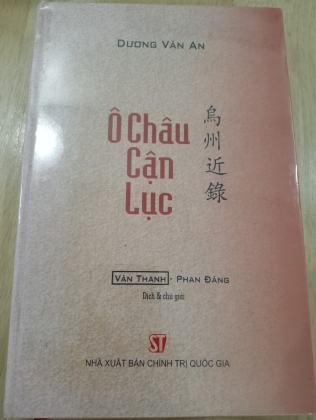 DƯƠNG VĂN AN
Ô Châu
Cận
Lục
烏州近錄
VĂN THANH - PHAN ĐĂNG
Dịch & chú giải
ST
NHÀ XUẤT BẢN CHÍNH TRỊ QUỐC GIA